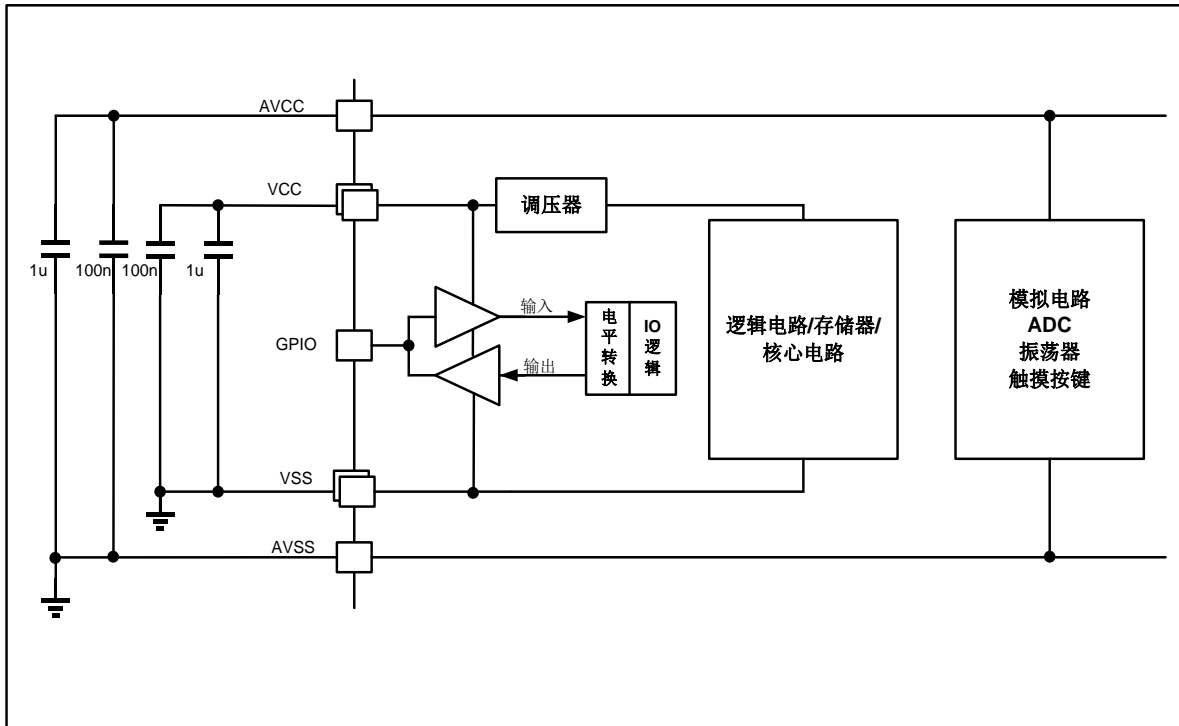 AVCC
VCC
调压器
1u
100n
100n
1u
GPIO
输入
输出
电平转换
IO逻辑
逻辑电路/存储器/
核心电路
模拟电路
ADC
振荡器
触摸按键
VSS
AVSS